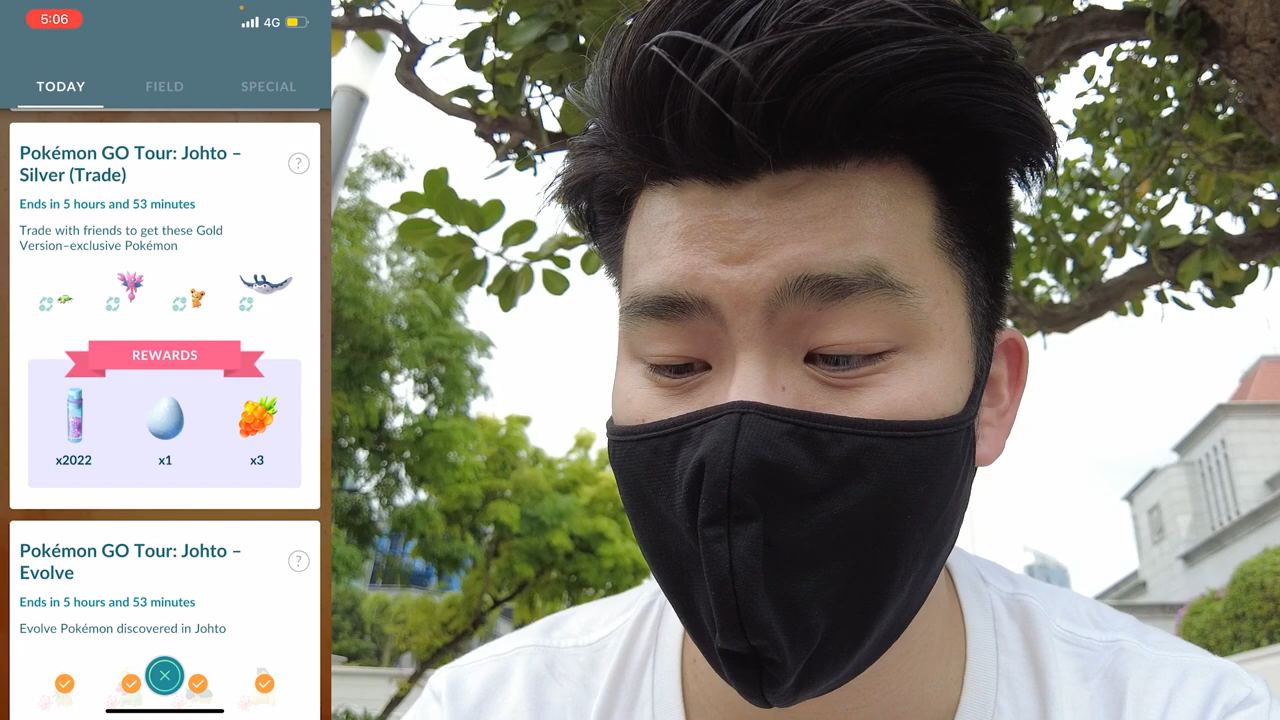 5:06
4G
TODAY
FIELD
SPECIAL
Pokémon GO Tour: Johto –
Silver (Trade)
?
Ends in 5 hours and 53 minutes
Trade with friends to get these Gold
Version–exclusive Pokémon
REWARDS
x2022
x1
x3
Pokémon GO Tour: Johto –
Evolve
?
Ends in 5 hours and 53 minutes
Evolve Pokémon discovered in Johto